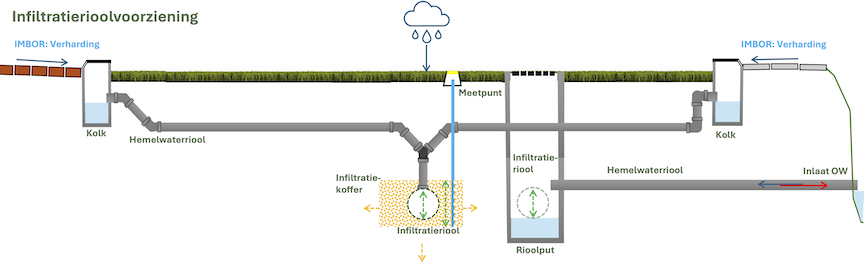 Infiltratierioolvoorziening
IMBOR: Verharding
IMBOR: Verharding
Meetpunt
Kolk
Kolk
Hemelwaterriool
Infiltratie-
koffer
Infiltratie-
riool
Hemelwaterriool
Inlaat OW
Infiltratieriool
Rioolput